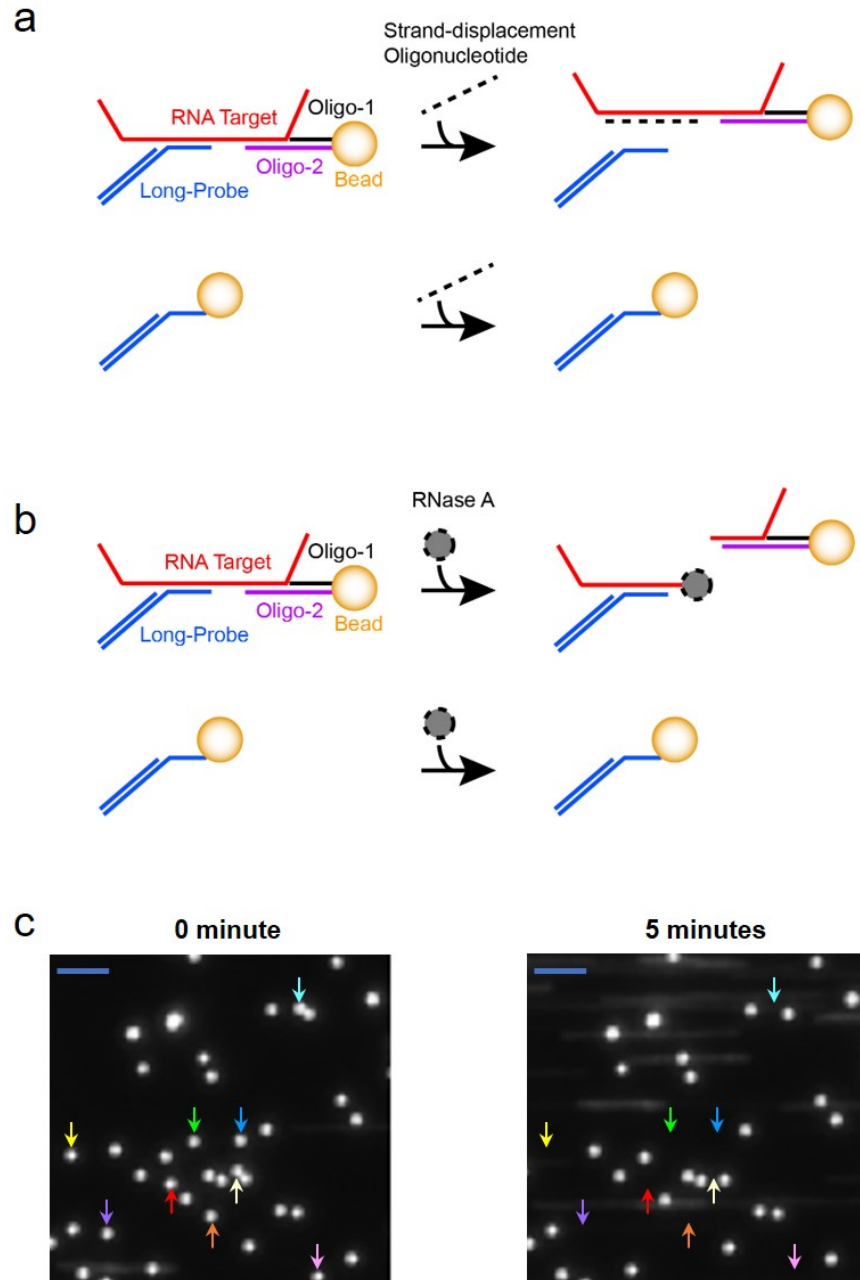 a
Strand-displacement
Oligonucleotide
RNA Target
Oligo-1
Oligo-2
Bead
Long-Probe
b
RNase A
RNA Target
Oligo-1
Oligo-2
Bead
Long-Probe
c
0 minute
5 minutes